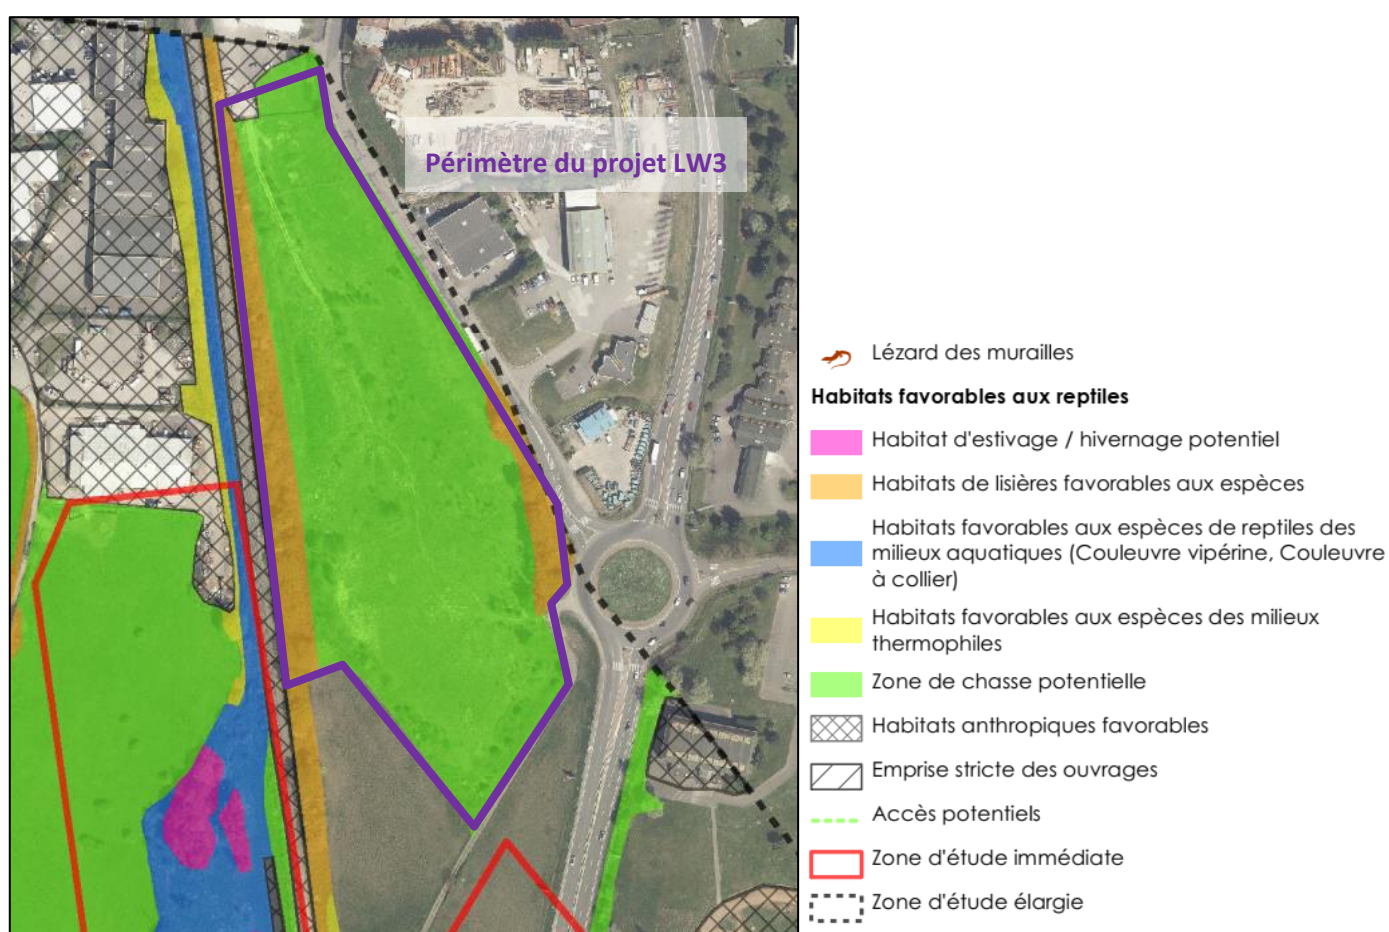 Périmètre du projet LW3
Lézard des murailles
Habitats favorables aux reptiles
Habitat d'estivage / hivernage potentiel
Habitats de lisières favorables aux espèces
Habitats favorables aux espèces de reptiles des
milieux aquatiques (Couleuvre vipérine, Couleuvre
à collier)
Habitats favorables aux espèces des milieux
thermophiles
Zone de chasse potentielle
Habitats anthropiques favorables
Emprise stricte des ouvrages
Accès potentiels
Zone d'étude immédiate
Zone d'étude élargie